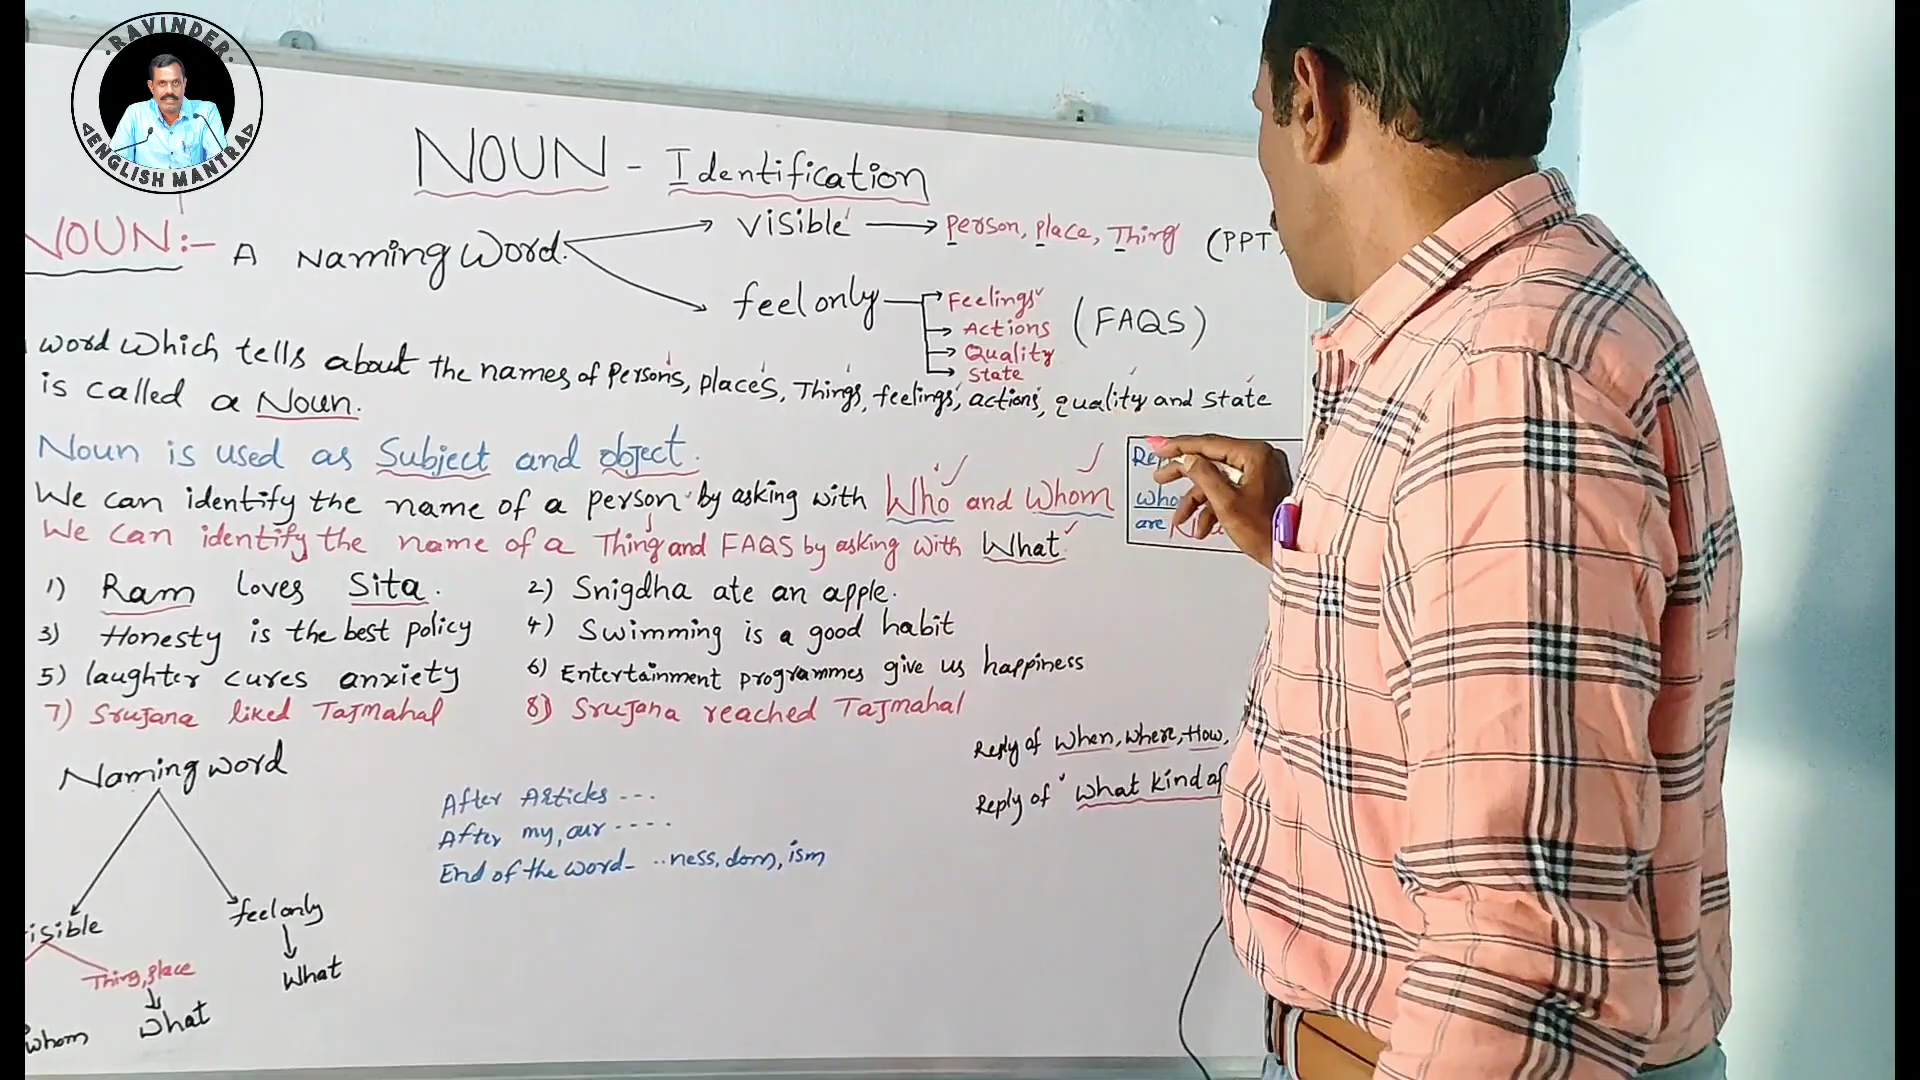 RAVINDER
ENGLISH MANTRA
NOUN - Identification
NOUN:- A Naming Word.
visible → person, place, Thing (PPT
feel only
Feelings
Actions
Quality
State
(FAQS)
word which tells about the names of Person's, place's, Things, feelings, actions, quality and state
is called a Noun.
Noun is used as Subject and object.
We can identify the name of a person by asking with Who and Whom
We can identify the name of a Thing and FAQS by asking with What
are
1) Ram loves Sita.
2) Snigdha ate an apple.
3) Honesty is the best policy
4) Swimming is a good habit
5) laughter cures anxiety
6) Entertainment programmes give us happiness
7) Srujana liked TajMahal
8) Srujana reached TajMahal
Reply of When, where, How,
Reply of What kind of
Naming word
After Articles ---.
After my, our ----.
End of the word- ..ness, dom, ism
isible
feel only
Thing, place
What
What
whom